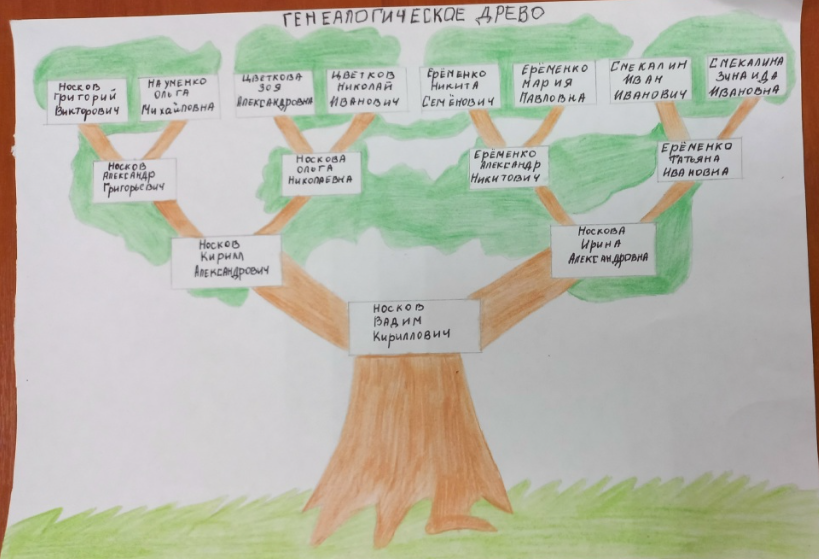 ГЕНЕАЛОГИЧЕСКОЕ ДРЕВО
НОСКОВ
ГРИГОРИЙ
ВИКТОРОВИЧ
НАУМЕНКО
ОЛЬГА
МИХАЙЛОВНА
ЦВЕТКОВА
ЗОЯ
АЛЕКСАНДРОВНА
ЦВЕТКОВ
НИКОЛАЙ
ИВАНОВИЧ
ЕРЁМЕНКО
НИКИТА
СЕМЁНОВИЧ
ЕРЁМЕНКО
МАРИЯ
ПАВЛОВНА
СМЕКАЛИН
ИВАН
ИВАНОВИЧ
СМЕКАЛИНА
ЗИНАИДА
ИВАНОВНА
НОСКОВ
АЛЕКСАНДР
ГРИГОРЬЕВИЧ
НОСКОВА
ОЛЬГА
НИКОЛАЕВНА
ЕРЁМЕНКО
АЛЕКСАНДР
НИКИТОВИЧ
ЕРЁМЕНКО
ТАТЬЯНА
ИВАНОВНА
НОСКОВ
КИРИЛЛ
АЛЕКСАНДРОВИЧ
НОСКОВА
ИРИНА
АЛЕКСАНДРОВНА
НОСКОВ
ВАДИМ
КИРИЛЛОВИЧ